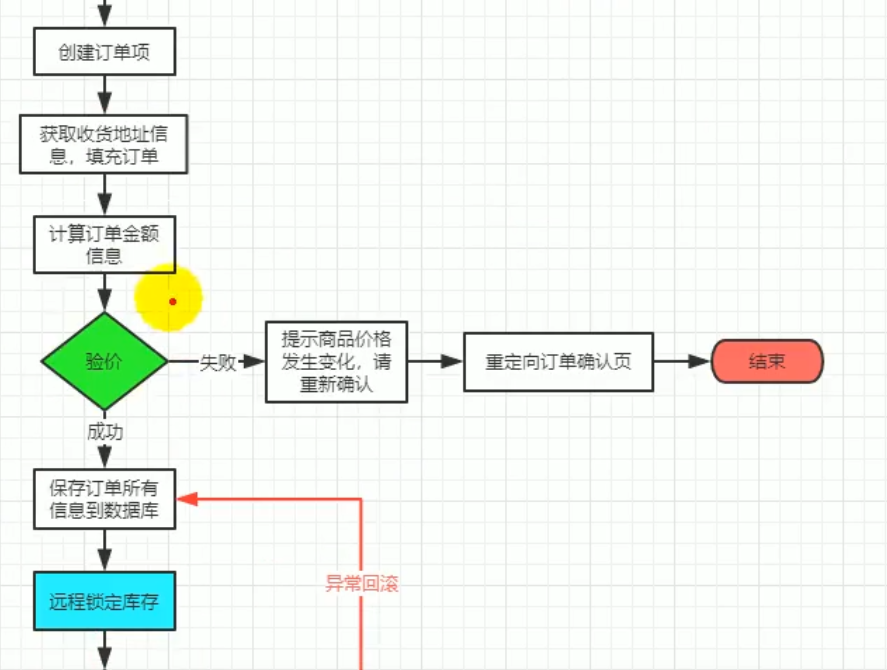 创建订单项
获取收货地址信
息，填充订单
计算订单金额
信息
验价
失败
提示商品价格
发生变化，请
重新确认
重定向订单确认页
结束
成功
保存订单所有
信息到数据库
异常回滚
远程锁定库存